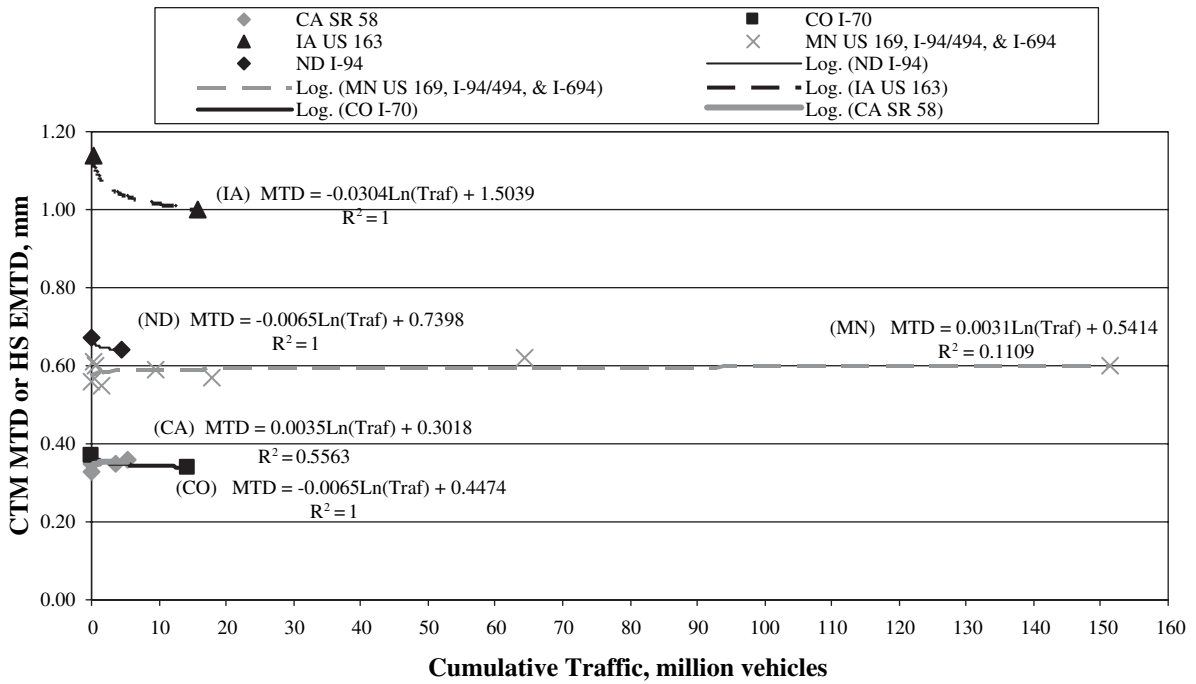 CA SR 58
CO I-70
IA US 163
MN US 169, I-94/494, & I-694
ND I-94
Log. (ND I-94)
Log. (MN US 169, I-94/494, & I-694)
Log. (IA US 163)
Log. (CO I-70)
Log. (CA SR 58)
CTM MTD or HS EMTD, mm
1.20
1.00
0.80
0.60
0.40
0.20
0.00
(IA) MTD = -0.0304Ln(Traf) + 1.5039
R² = 1
(ND) MTD = -0.0065Ln(Traf) + 0.7398
R² = 1
(MN) MTD = 0.0031Ln(Traf) + 0.5414
R² = 0.1109
(CA) MTD = 0.0035Ln(Traf) + 0.3018
R² = 0.5563
(CO) MTD = -0.0065Ln(Traf) + 0.4474
R² = 1
0 10 20 30 40 50 60 70 80 90 100 110 120 130 140 150 160
Cumulative Traffic, million vehicles